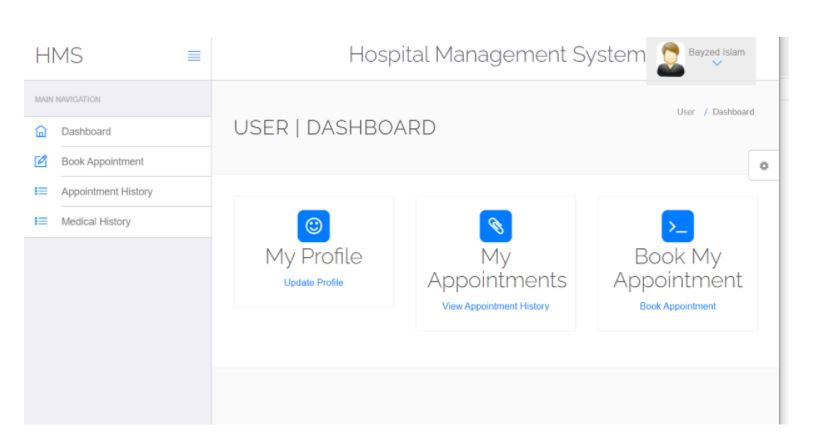 HMS
Hospital Management System
Bayzed Islam
MAIN NAVIGATION
Dashboard
Book Appointment
Appointment History
Medical History
USER | DASHBOARD
User / Dashboard
My Profile
Update Profile
My
Appointments
View Appointment History
Book My
Appointment
Book Appointment